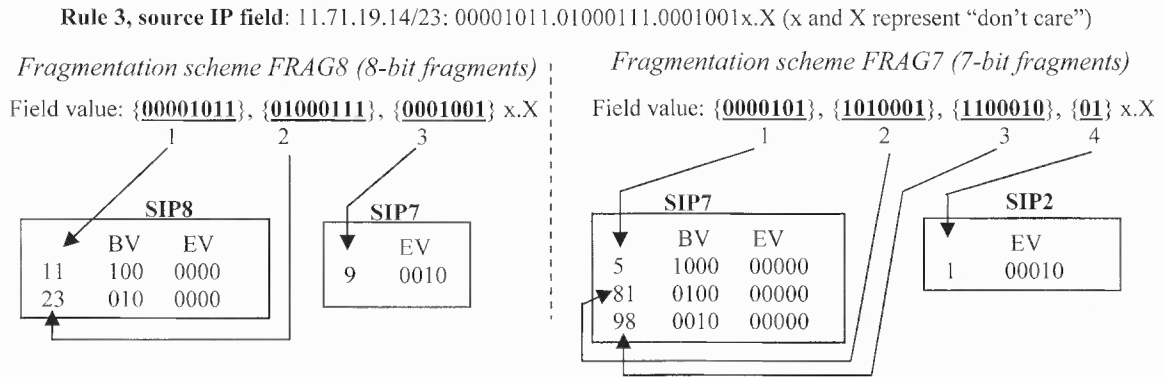 Rule 3, source IP field: 11.71.19.14/23: 00001011.01000111.0001001x.X (x and X represent “don’t care”)
Fragmentation scheme FRAG8 (8-bit fragments)
Field value: {00001011}, {01000111}, {0001001} x.X
1 2 3
SIP8
BV EV
11 100 0000
23 010 0000
SIP7
EV
9 0010
Fragmentation scheme FRAG7 (7-bit fragments)
Field value: {0000101}, {1010001}, {1100010}, {01} x.X
1 2 3 4
SIP7
BV EV
5 1000 00000
81 0100 00000
98 0010 00000
SIP2
EV
1 00010